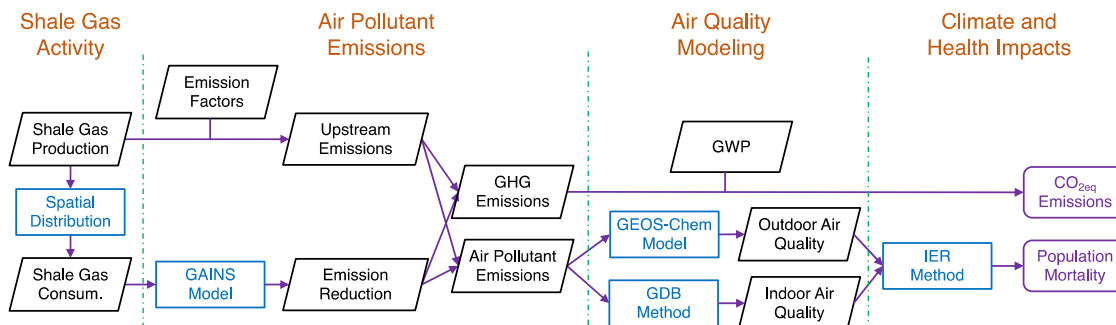 Shale Gas
Activity
Air Pollutant
Emissions
Air Quality
Modeling
Climate and
Health Impacts
Emission
Factors
Shale Gas
Production
Upstream
Emissions
GWP
GHG
Emissions
CO2eq
Emissions
Spatial
Distribution
GEOS-Chem
Model
Outdoor Air
Quality
Air Pollutant
Emissions
IER
Method
Population
Mortality
Shale Gas
Consum.
GAINS
Model
Emission
Reduction
GDB
Method
Indoor Air
Quality